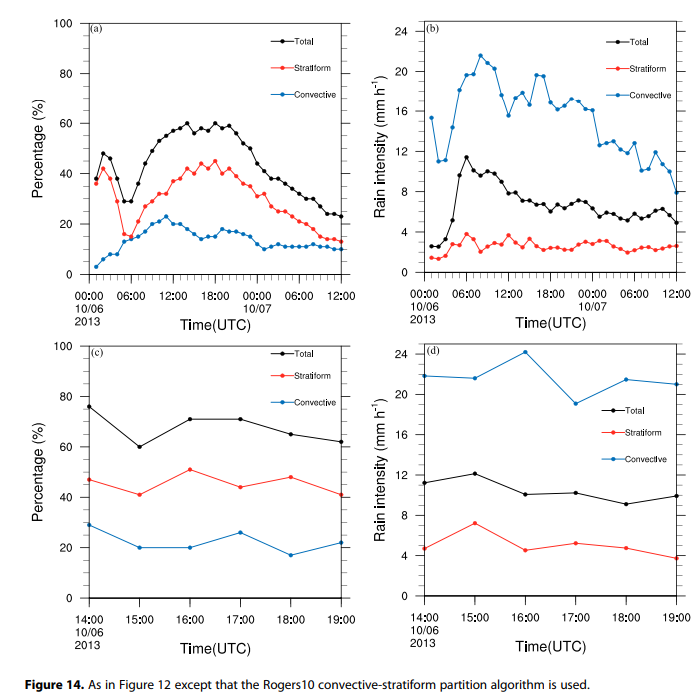 (a)
Total
Stratiform
Convective
Percentage (%)
100
80
60
40
20
0
00:00 06:00 12:00 18:00 00:00 06:00 12:00
10/06 10/07
2013
Time(UTC)
(b)
Total
Stratiform
Convective
Rain intensity (mm h-1)
24
20
16
12
8
4
0
00:00 06:00 12:00 18:00 00:00 06:00 12:00
10/06 10/07
2013
Time(UTC)
(c)
Total
Stratiform
Convective
Percentage (%)
100
80
60
40
20
0
14:00 15:00 16:00 17:00 18:00 19:00
10/06
2013
Time(UTC)
(d)
Total
Stratiform
Convective
Rain intensity (mm h-1)
24
20
16
12
8
4
0
14:00 15:00 16:00 17:00 18:00 19:00
10/06
2013
Time(UTC)
Figure 14. As in Figure 12 except that the Rogers10 convective-stratiform partition algorithm is used.